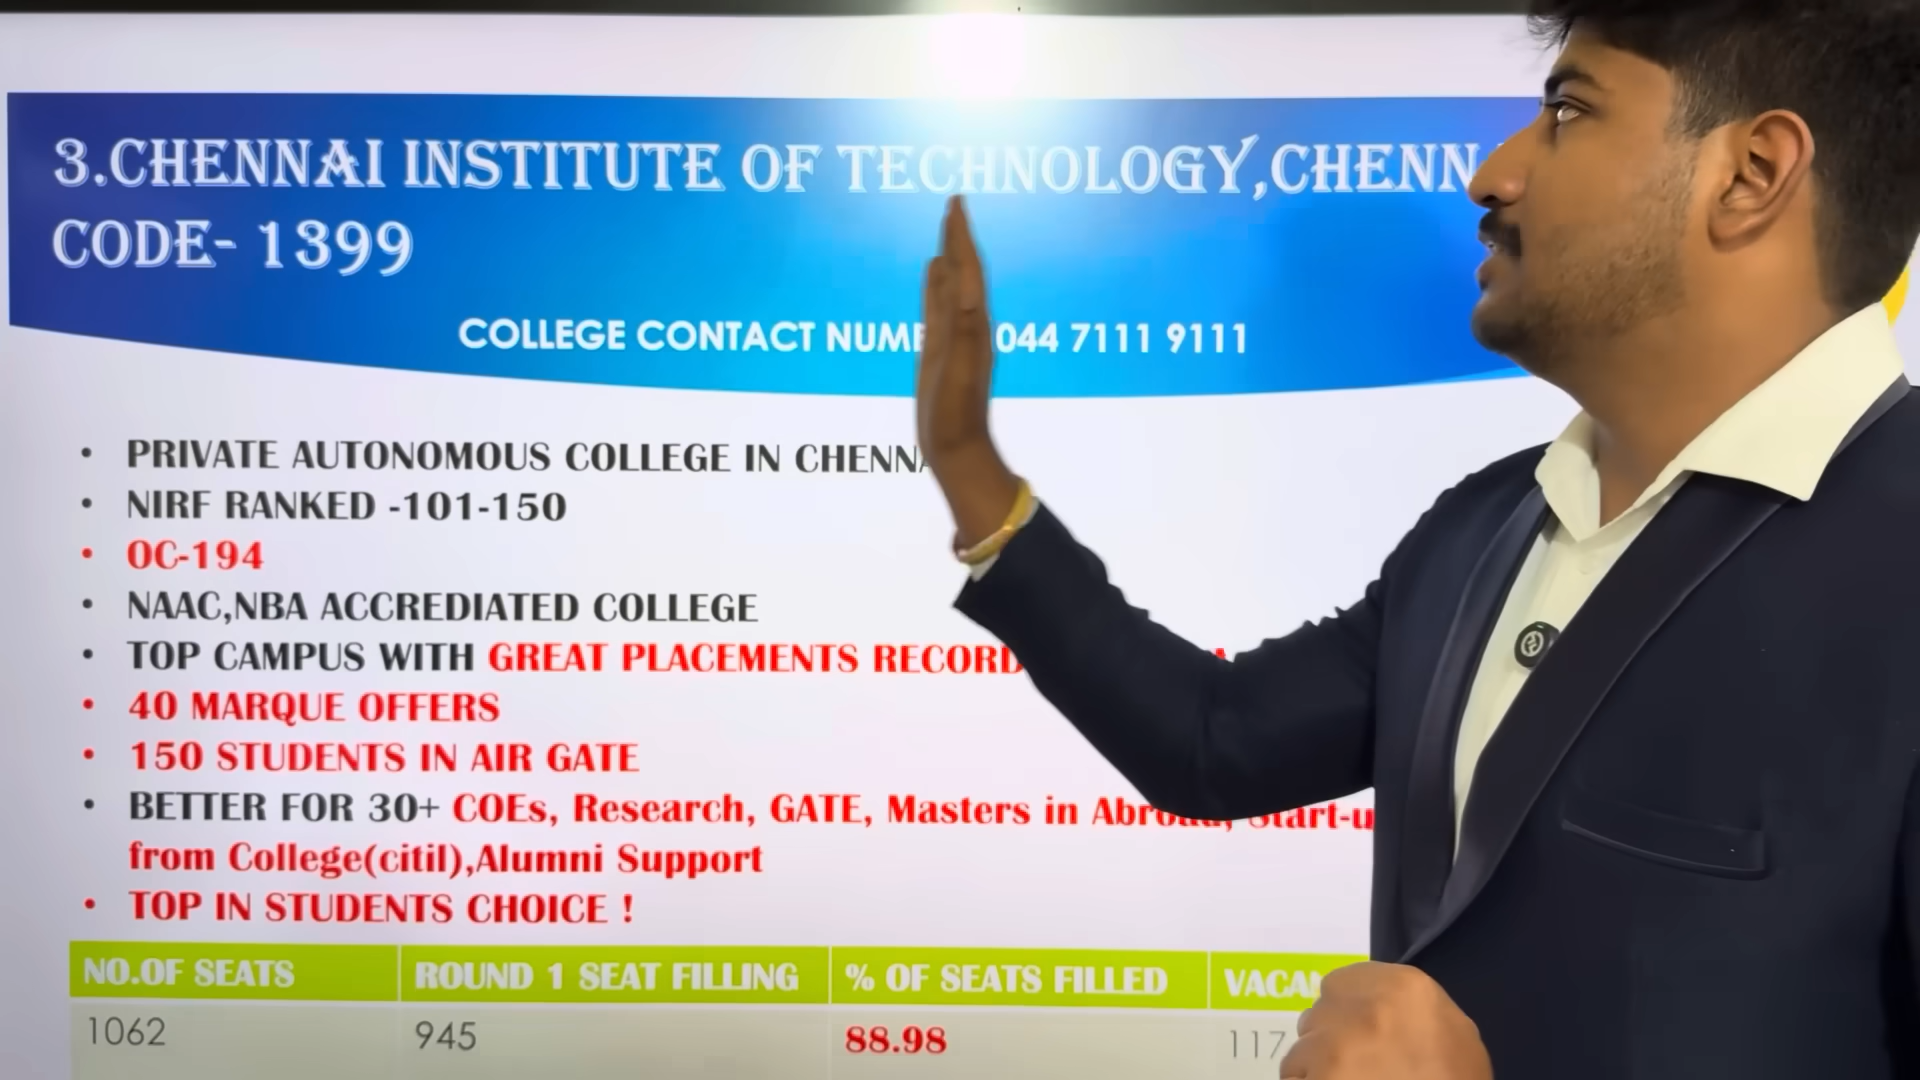 3.CHENNAI INSTITUTE OF TECHNOLOGY,CHENN
CODE- 1399
COLLEGE CONTACT 044 7111 9111
• PRIVATE AUTONOMOUS COLLEGE IN
• NIRF RANKED -101-150
• OC-194
• NAAC,NBA ACCREDIATED COLLEGE
• TOP CAMPUS WITH GREAT PLACEMENTS RECORD
• 40 MARQUE OFFERS
• 150 STUDENTS IN AIR GATE
• BETTER FOR 30+ COEs, Research, GATE, Masters in
from College(citil),Alumni Support
• TOP IN STUDENTS CHOICE !
NO.OF SEATS ROUND 1 SEAT FILLING % OF SEATS FILLED
1062 945 88.98 117